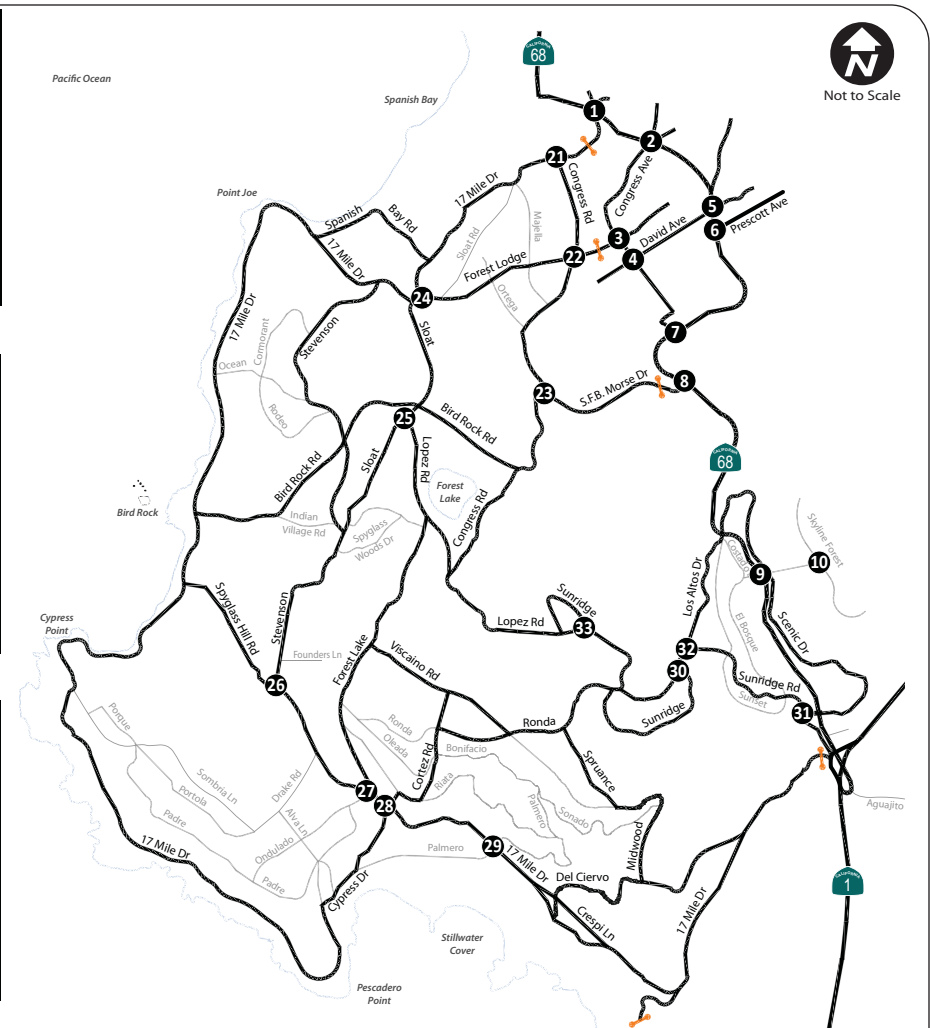 Pacific Ocean
CALIFORNIA
68
N
Not to Scale
Spanish Bay
1
2
21
Congress Ave
17 Mile Dr
Congress Rd
Point Joe
Spanish
Bay Rd
Sloat Rd
Majella
5
Prescott Ave
David Ave
6
3
4
22
Forest Lodge
17 Mile Dr
Ortega
24
17 Mile Dr
Cormorant
Stevenson
Sloat
7
Ocean
Rodeo
8
S.F.B. Morse Dr
23
25
Bird Rock Rd
Sloat
Lopez Rd
CALIFORNIA
68
Bird Rock Rd
Forest
Lake
Bird Rock
Indian
Village Rd
Spyglass
Woods Dr
Congress Rd
Skyline Forest
Costado
9
10
Los Altos Dr
Spyglass Hill Rd
Stevenson
Sunridge
El Bosque
Scenic Dr
Cypress
Point
Lopez Rd
33
Founders Ln
Forest Lake
Viscaino Rd
32
30
26
Sunridge Rd
Sunset
31
Porque
Ronda
Oleada
Ronda
Sunridge
Bonifacio
Cortez Rd
Sombria Ln
Portola
Drake Rd
Riata
Spruance
27
28
Palmero
Sonado
Aguajito
Padre
Alva Ln
Ondulado
17 Mile Dr
Palmero
29
17 Mile Dr
Midwood
Padre
Cypress Dr
Del Ciervo
CALIFORNIA
1
Crespi Ln
17 Mile Dr
Stillwater
Cover
Pescadero
Point